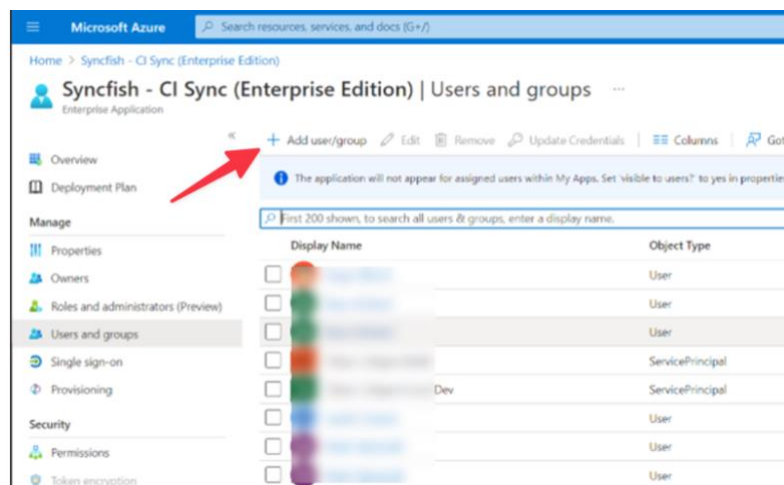 Microsoft Azure
Search resources, services, and docs (G+/)
Home > Syncfish - CI Sync (Enterprise Edition)
Syncfish - CI Sync (Enterprise Edition) | Users and groups ...
Enterprise Application
«
Overview
Deployment Plan
Manage
Properties
Owners
Roles and administrators (Preview)
Users and groups
Single sign-on
Provisioning
Security
Permissions
Token encryption
+ Add user/group Edit Remove Update Credentials | Columns | Got
The application will not appear for assigned users within My Apps. Set 'visible to users?' to yes in properties
First 200 shown, to search all users & groups, enter a display name.
Display Name Object Type
User
User
User
ServicePrincipal
Dev ServicePrincipal
User
User
User